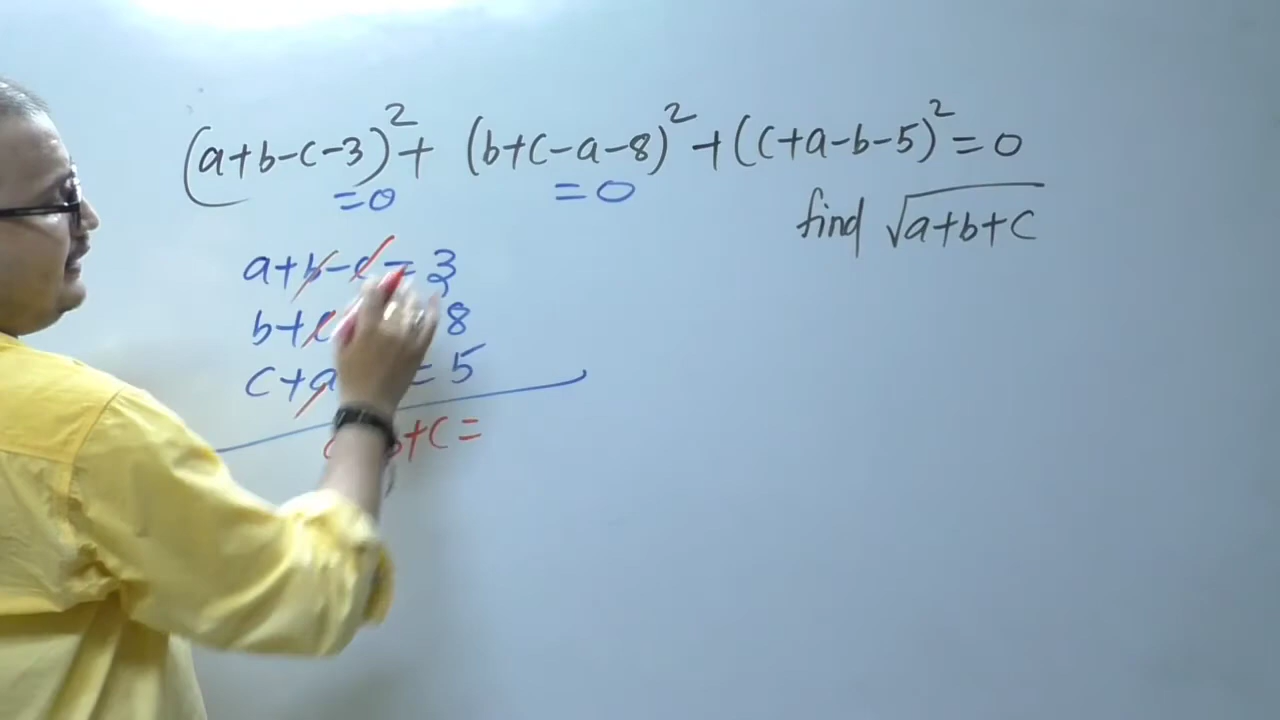 (a+b-c-3)² + (b+c-a-8)² + (c+a-b-5)² = 0
=0 =0
find √a+b+c
a+b-c=3
b+c 8
c+a = 5
+c=